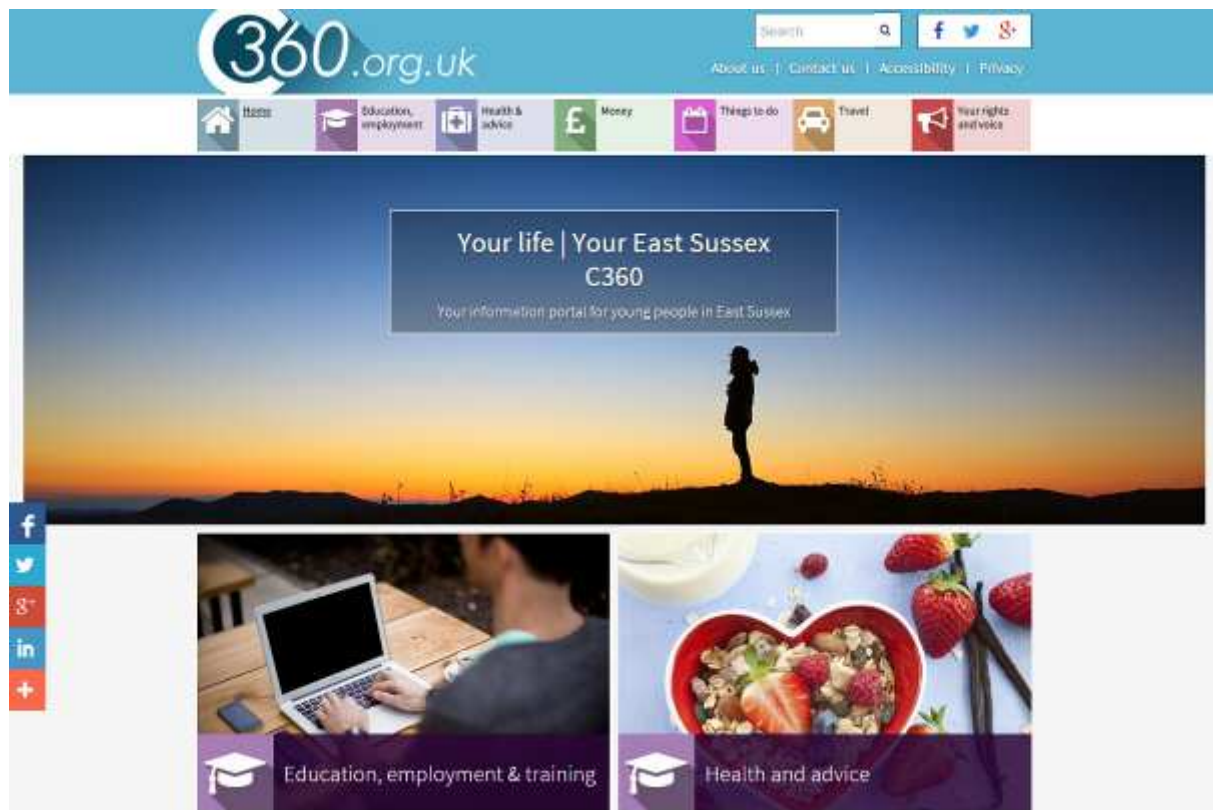 C360.org.uk
Search
About us | Contact us | Accessibility | Privacy
Home
Education,
employment
Health &
advice
£
Money
Things to do
Travel
Your rights
and voice
Your life | Your East Sussex
C360
Your information portal for young people in East Sussex
Education, employment & training
Health and advice